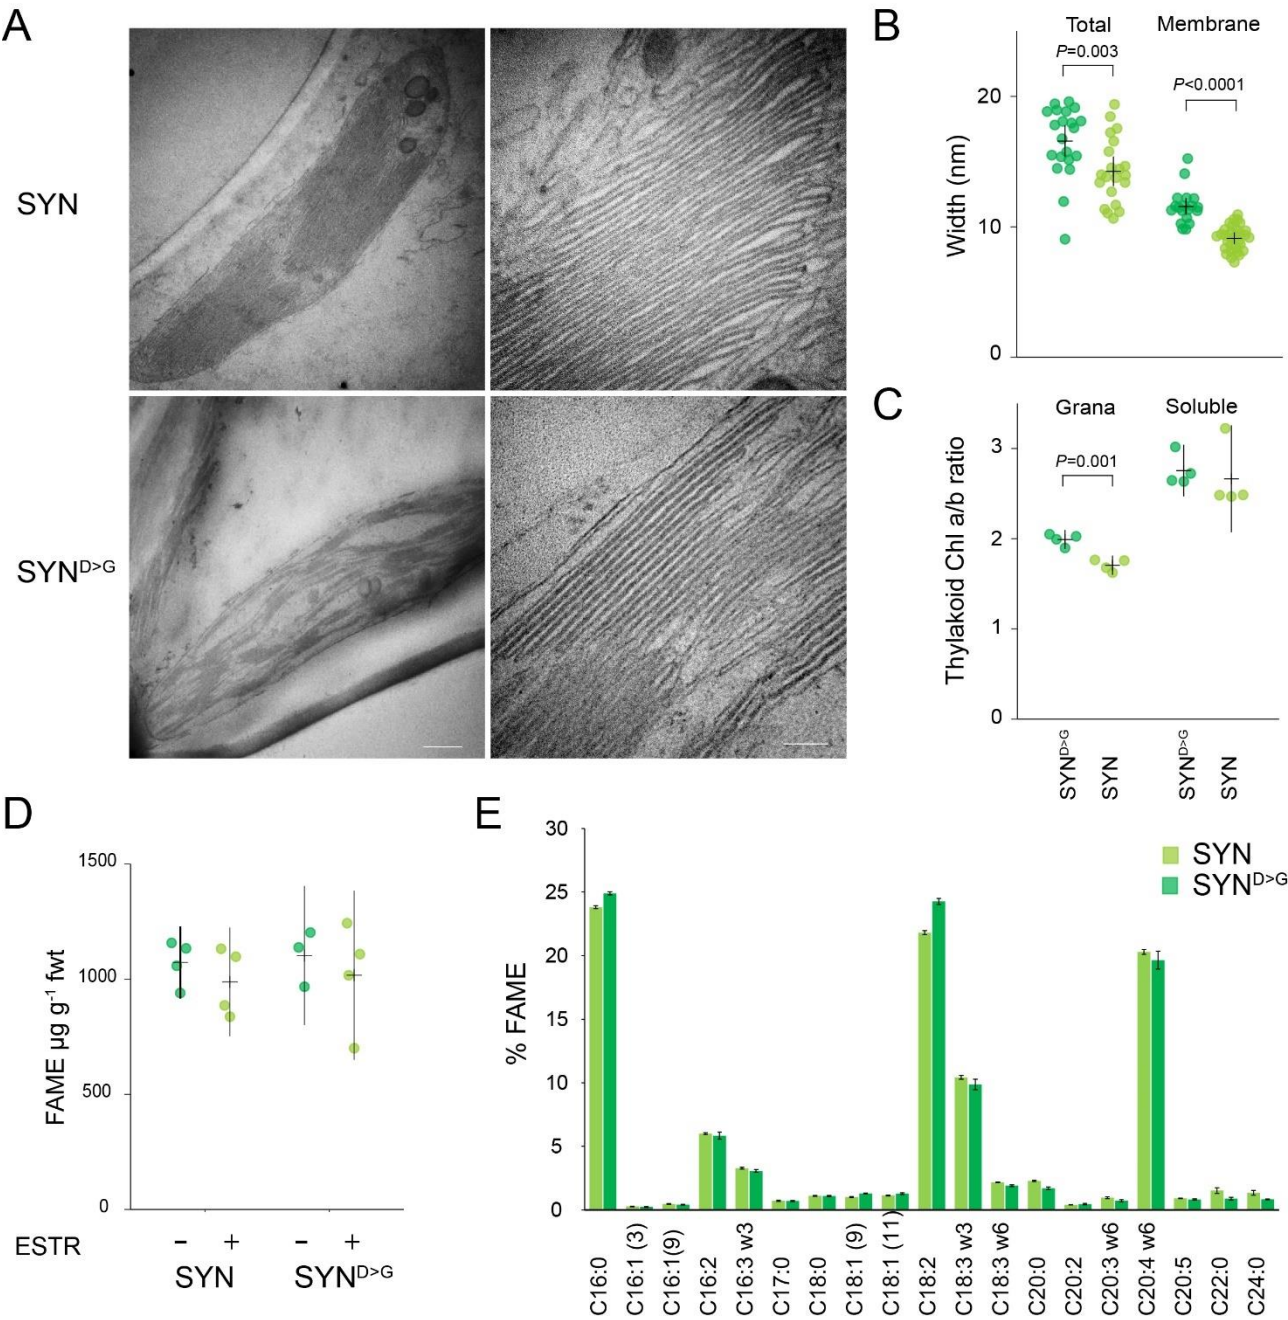 A
SYN
SYN^D>G
B
Total Membrane
P=0.003
P<0.0001
Width (nm)
20
10
0
C
Grana Soluble
P=0.001
Thylakoid Chl a/b ratio
3
2
1
0
SYN^D>G
SYN
SYN^D>G
SYN
D
FAME µg g⁻¹ fwt
1500
1000
500
0
ESTR − + − +
SYN SYN^D>G
E
% FAME
30
25
20
15
10
5
0
SYN
SYN^D>G
C16:0
C16:1 (3)
C16:1(9)
C16:2
C16:3 w3
C17:0
C18:0
C18:1 (9)
C18:1 (11)
C18:2
C18:3 w3
C18:3 w6
C20:0
C20:2
C20:3 w6
C20:4 w6
C20:5
C22:0
C24:0